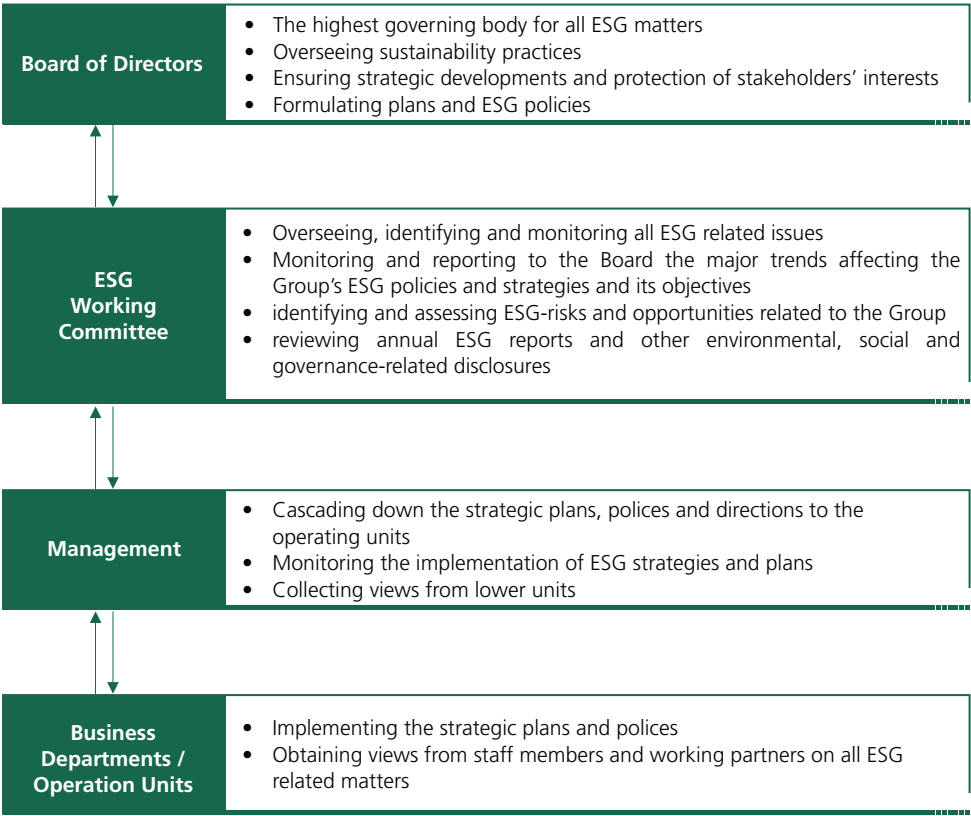 Board of Directors
• The highest governing body for all ESG matters
• Overseeing sustainability practices
• Ensuring strategic developments and protection of stakeholders’ interests
• Formulating plans and ESG policies
ESG
Working
Committee
• Overseeing, identifying and monitoring all ESG related issues
• Monitoring and reporting to the Board the major trends affecting the
Group’s ESG policies and strategies and its objectives
• identifying and assessing ESG-risks and opportunities related to the Group
• reviewing annual ESG reports and other environmental, social and
governance-related disclosures
Management
• Cascading down the strategic plans, polices and directions to the
operating units
• Monitoring the implementation of ESG strategies and plans
• Collecting views from lower units
Business
Departments /
Operation Units
• Implementing the strategic plans and polices
• Obtaining views from staff members and working partners on all ESG
related matters